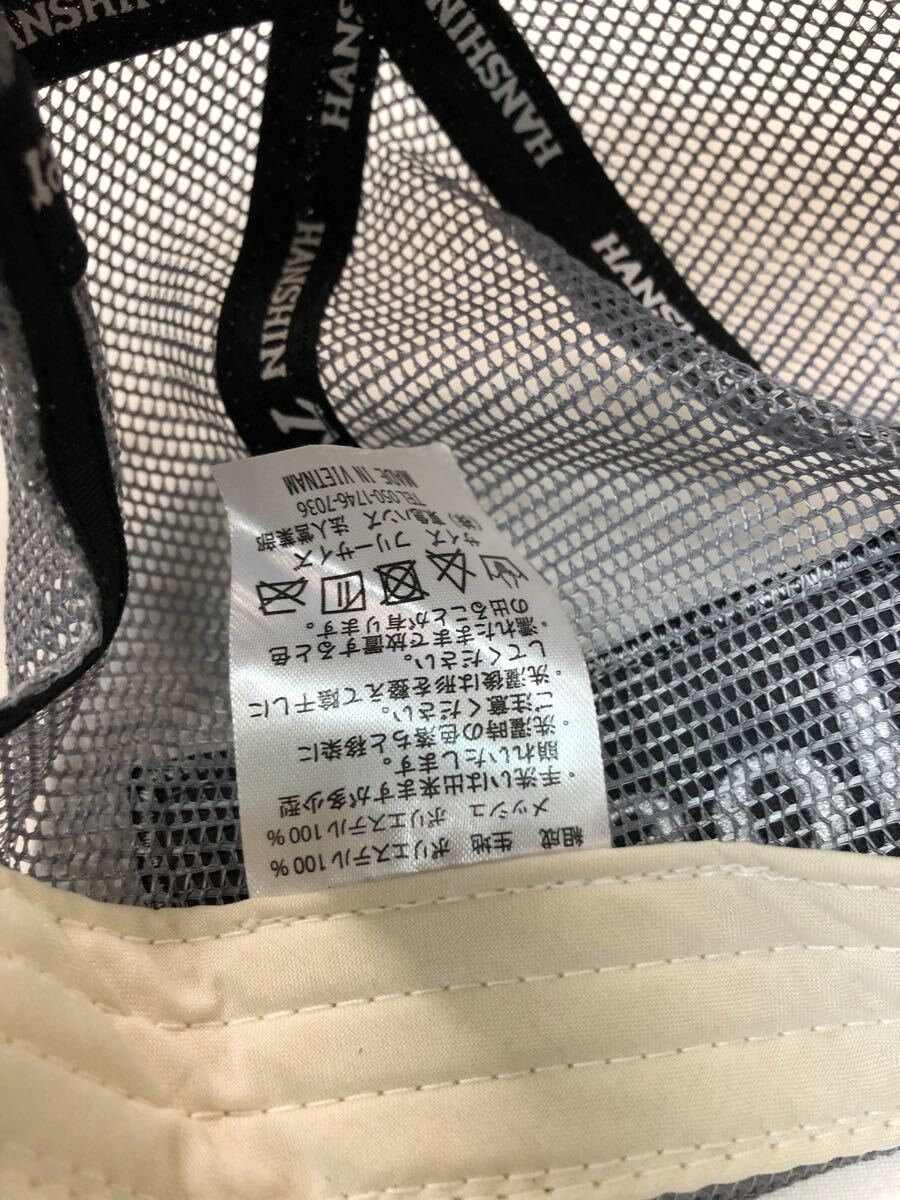 HANSHIN
HANSHIN
HANSHIN
HANSHIN
組成 生地 ポリエステル100%
メッシュ ポリエステル100%
・手洗いは出来ますが多少型
崩れいたします。
・洗濯時の色落ちと移染に
ご注意ください。
・洗濯後は形を整えて陰干しに
してください。
・濡れたままで放置すると色
の出ることが有ります。
サイズ フリーサイズ
(株)東急ハンズ 法人営業部
TEL050-1746-7036
MADE IN VIETNAM